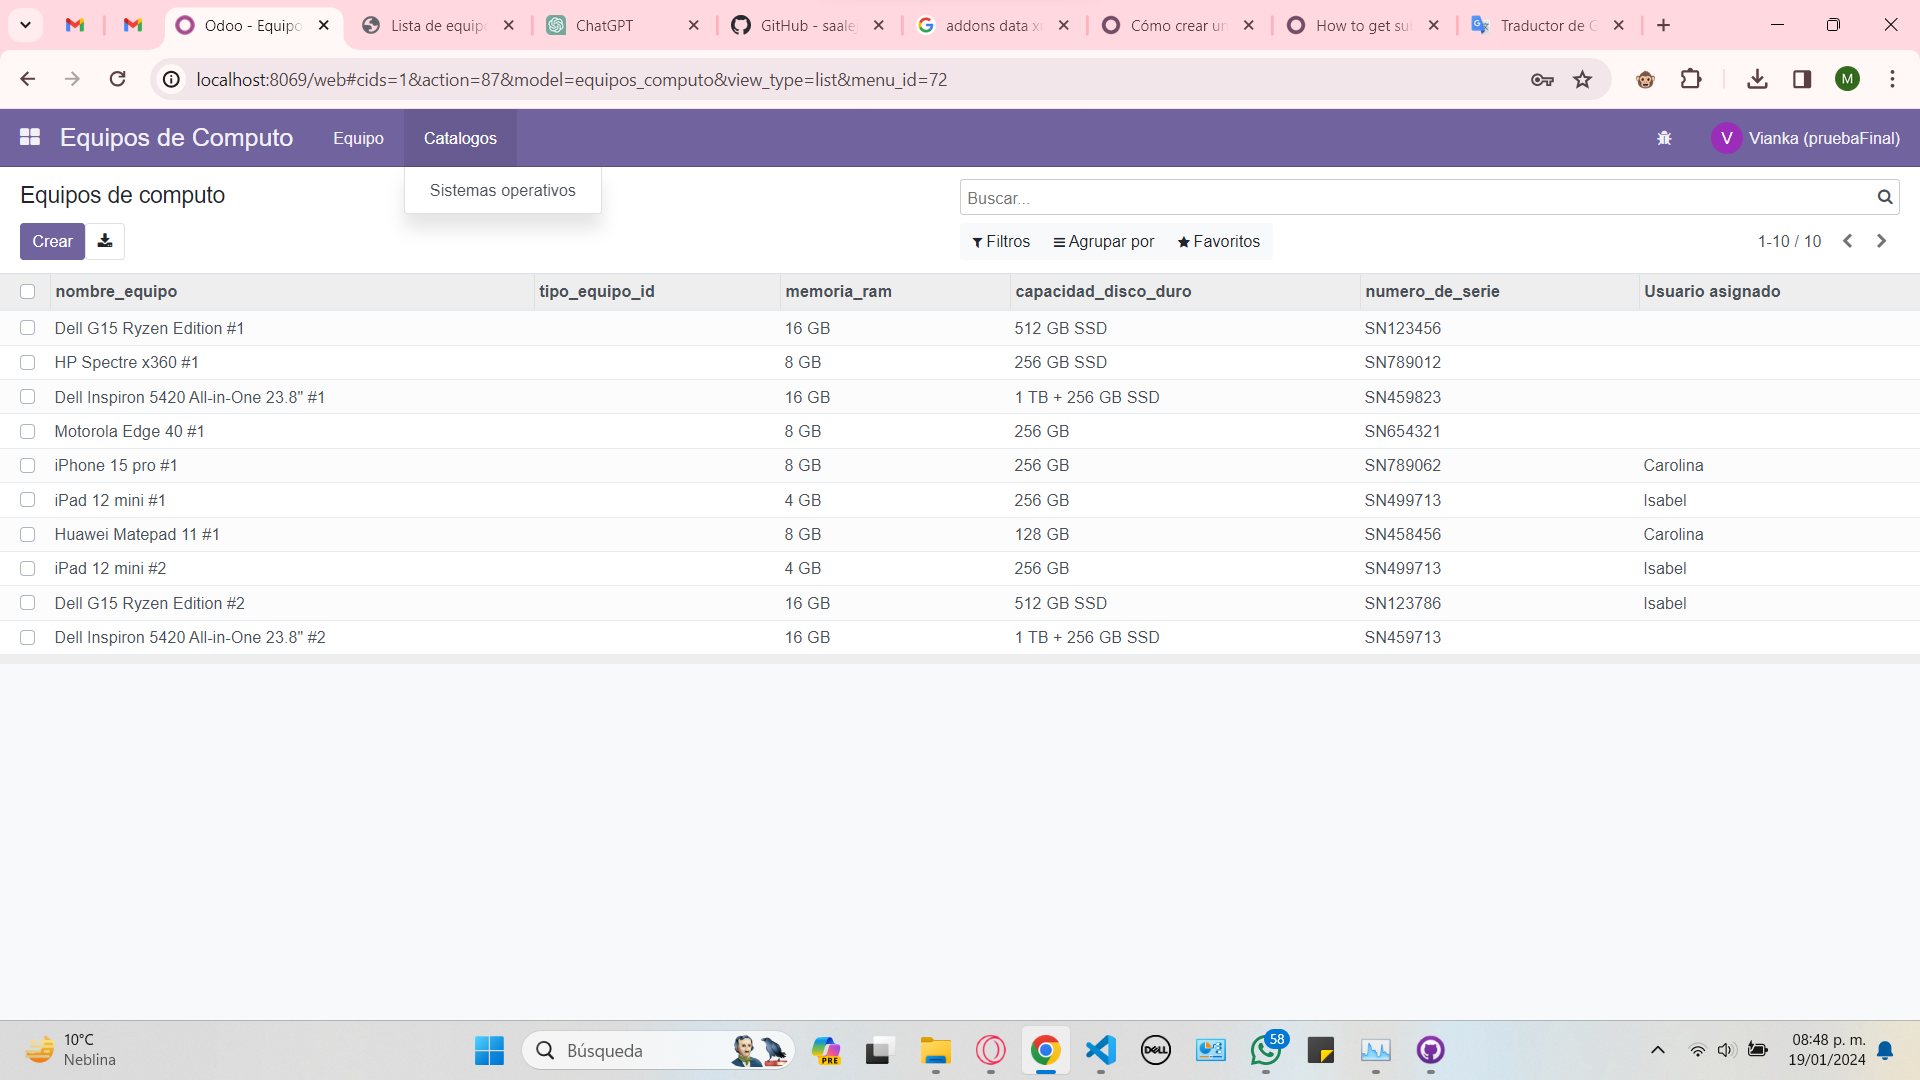 Odoo - Equipo
Lista de equip
ChatGPT
GitHub - saale
addons data x
Cómo crear un
How to get su
Traductor de G
localhost:8069/web#cids=1&action=87&model=equipos_computo&view_type=list&menu_id=72
M
Equipos de Computo
Equipo
Catalogos
V
Vianka (pruebaFinal)
Sistemas operativos
Equipos de computo
Buscar...
Crear
Filtros
Agrupar por
Favoritos
1-10 / 10
nombre_equipo tipo_equipo_id memoria_ram capacidad_disco_duro numero_de_serie Usuario asignado
Dell G15 Ryzen Edition #1 16 GB 512 GB SSD SN123456
HP Spectre x360 #1 8 GB 256 GB SSD SN789012
Dell Inspiron 5420 All-in-One 23.8" #1 16 GB 1 TB + 256 GB SSD SN459823
Motorola Edge 40 #1 8 GB 256 GB SN654321
iPhone 15 pro #1 8 GB 256 GB SN789062 Carolina
iPad 12 mini #1 4 GB 256 GB SN499713 Isabel
Huawei Matepad 11 #1 8 GB 128 GB SN458456 Carolina
iPad 12 mini #2 4 GB 256 GB SN499713 Isabel
Dell G15 Ryzen Edition #2 16 GB 512 GB SSD SN123786 Isabel
Dell Inspiron 5420 All-in-One 23.8" #2 16 GB 1 TB + 256 GB SSD SN459713
10°C
Neblina
Búsqueda
PRE
DELL
58
08:48 p. m.
19/01/2024